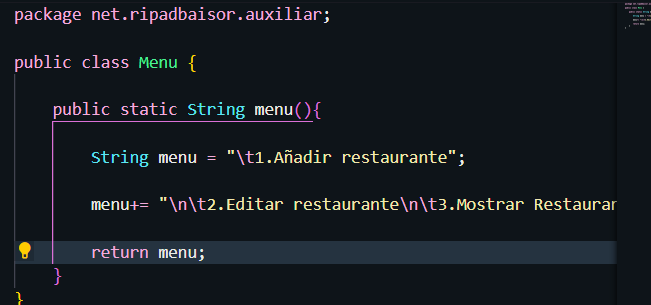 package net.ripadbaisor.auxiliar;
public class Menu {
public static String menu(){
String menu = "\t1.Añadir restaurante";
menu+= "\n\t2.Editar restaurante\n\t3.Mostrar Restauran
return menu;
}
}